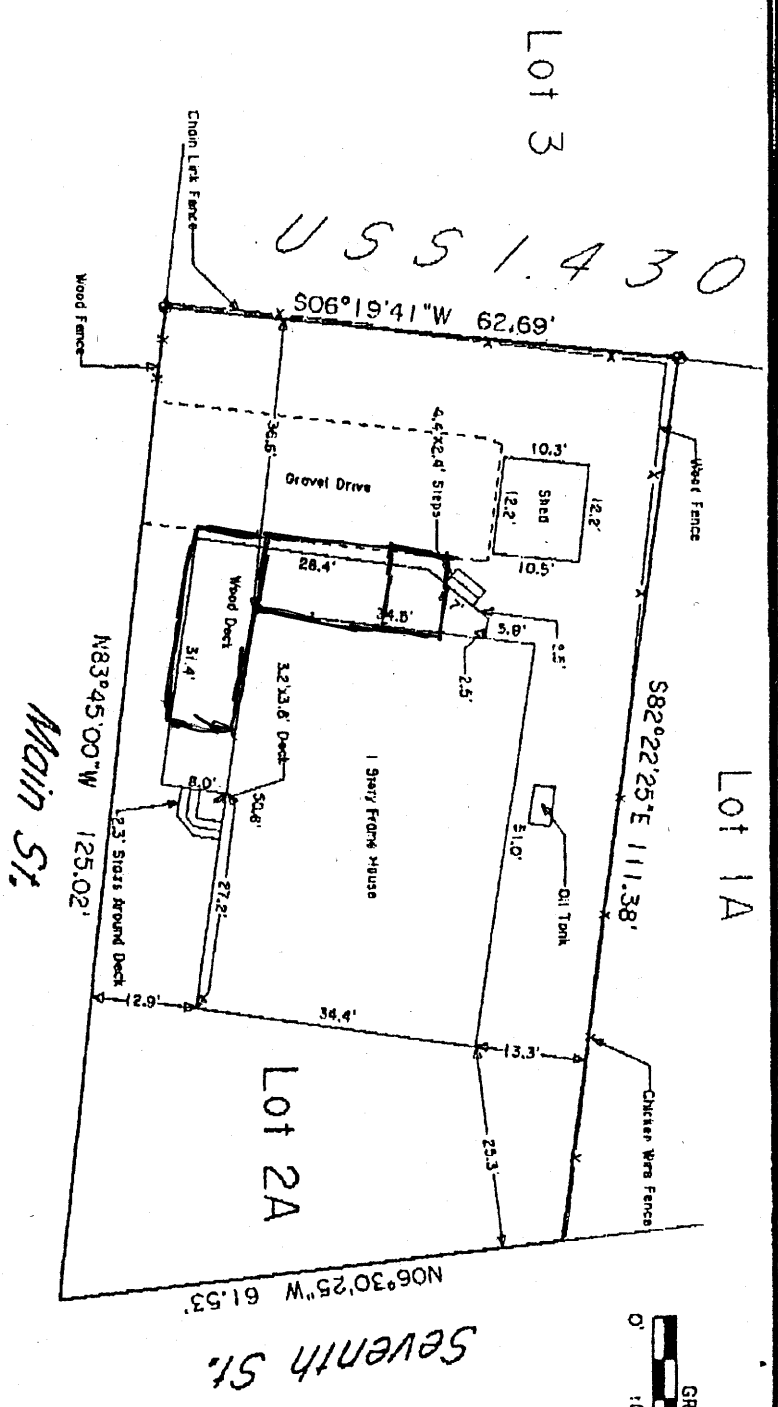 Lot 3
USS 1430
Chain Link Fence
Wood Fence
S06°19'41"W 62.69'
Wood Fence
36.5'
4.4'x2.4' Steps
Gravel Drive
10.3'
12.2'
Shed
12.2'
10.5'
28.4'
34.5'
5.8'
2.5'
Wood Deck
31.4'
3.2'x3.8' Deck
8.0'
50.8'
27.2'
2.3' Stairs Around Deck
1 Story Frame House
51.0'
Oil Tank
S82°22'25"E 111.38'
Lot 1A
N83°45'00"W 125.02'
Main St.
12.9'
34.4'
13.3'
25.3'
Chicken Wire Fence
Lot 2A
N06°30'25"W 61.53'
Seventh St.
0'